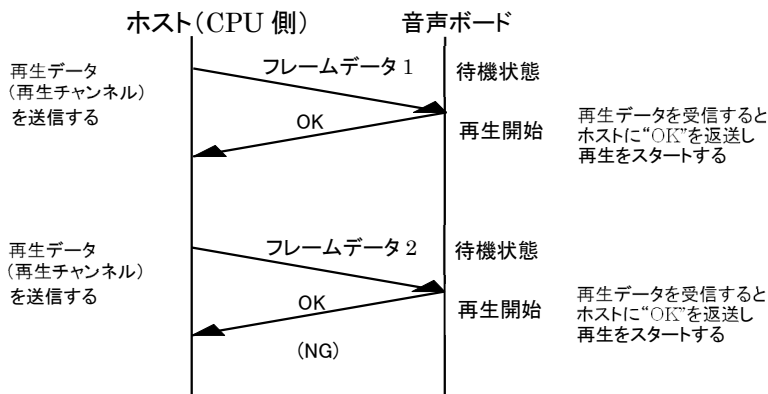 ホスト(CPU 側)
音声ボード
再生データ
(再生チャンネル)
を送信する
フレームデータ 1
待機状態
OK
再生開始
再生データを受信すると
ホストに“OK”を返送し
再生をスタートする
再生データ
(再生チャンネル)
を送信する
フレームデータ 2
待機状態
OK
再生開始
再生データを受信すると
ホストに“OK”を返送し
再生をスタートする
(NG)